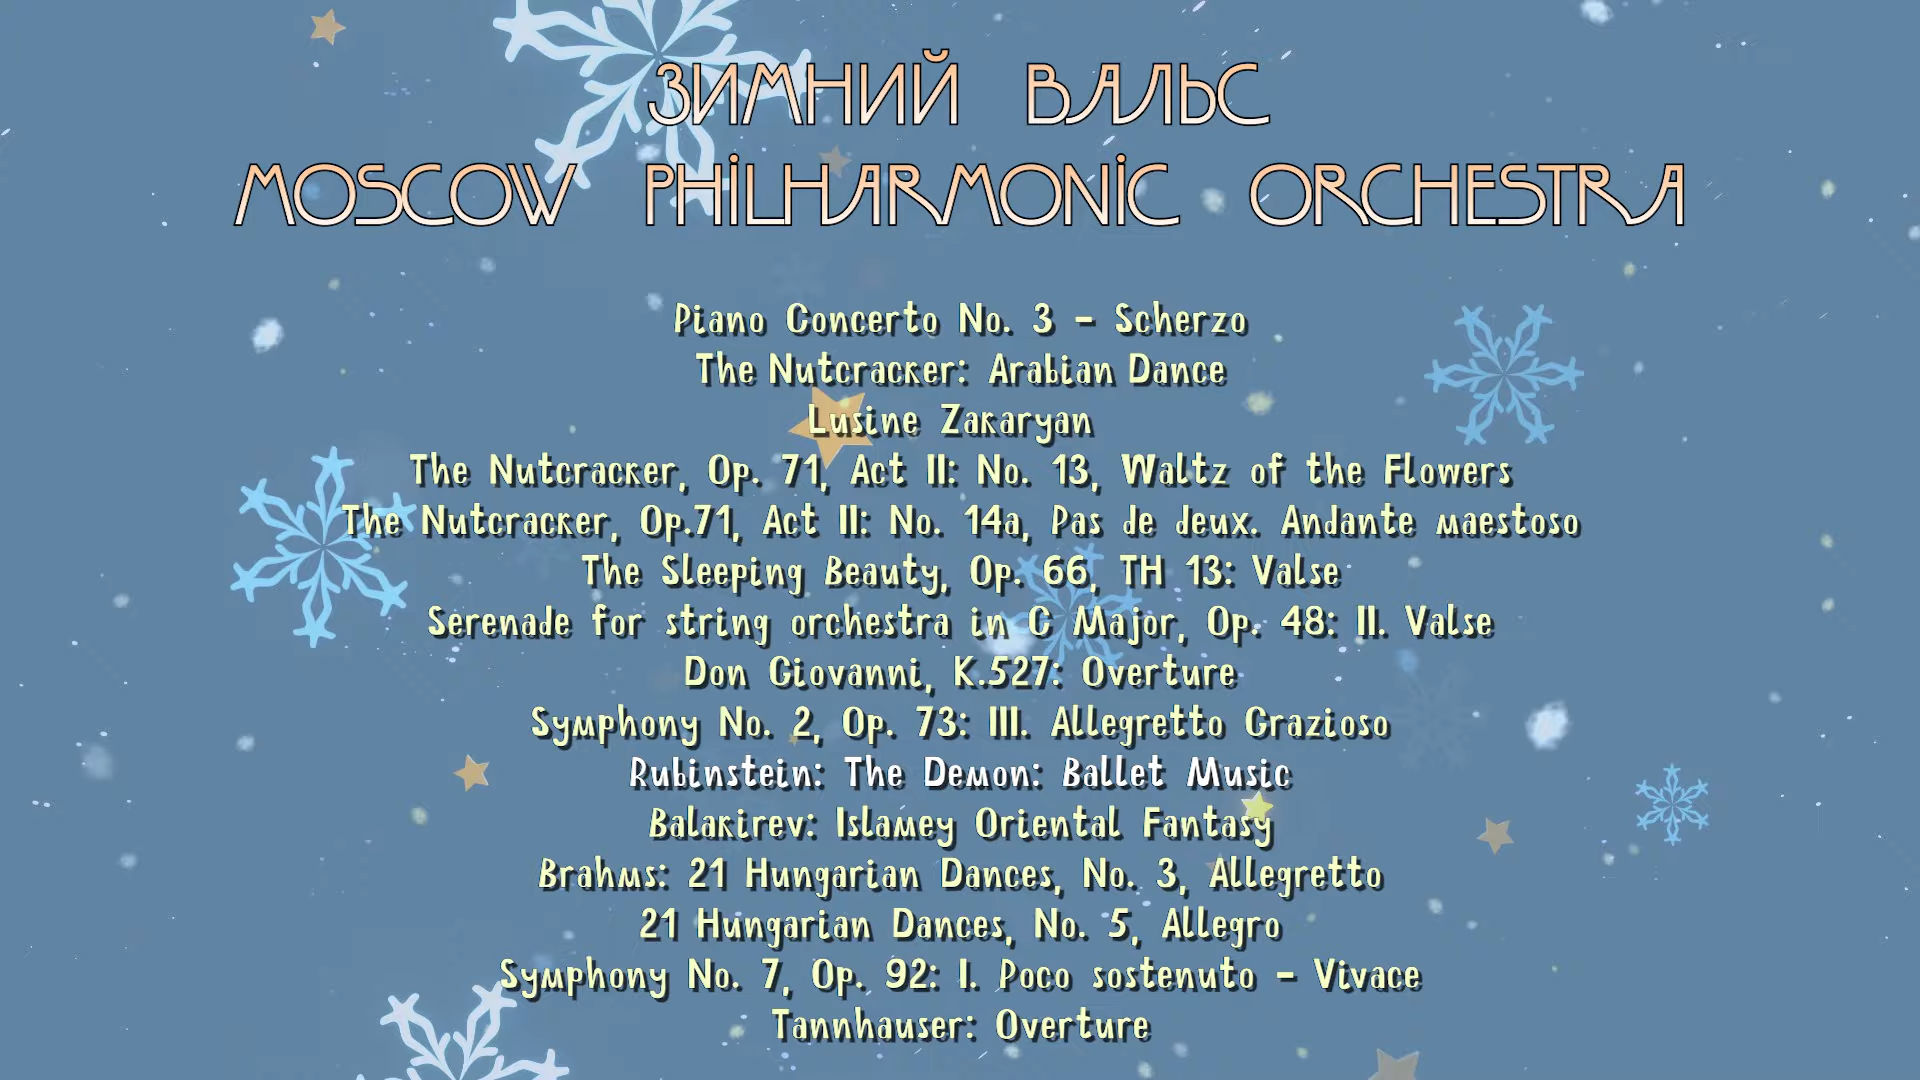 ЗИМНИЙ ВАЛЬС
MOSCOW PHILHARMONIC ORCHESTRA
Piano Concerto No. 3 - Scherzo
The Nutcracker: Arabian Dance
Lusine Zakaryan
The Nutcracker, Op. 71, Act II: No. 13, Waltz of the Flowers
The Nutcracker, Op.71, Act II: No. 14a, Pas de deux. Andante maestoso
The Sleeping Beauty, Op. 66, TH 13: Valse
Serenade for string orchestra in C Major, Op. 48: II. Valse
Don Giovanni, K.527: Overture
Symphony No. 2, Op. 73: III. Allegretto Grazioso
Rubinstein: The Demon: Ballet Music
Balakirev: Islamey Oriental Fantasy
Brahms: 21 Hungarian Dances, No. 3, Allegretto
21 Hungarian Dances, No. 5, Allegro
Symphony No. 7, Op. 92: I. Poco sostenuto - Vivace
Tannhauser: Overture